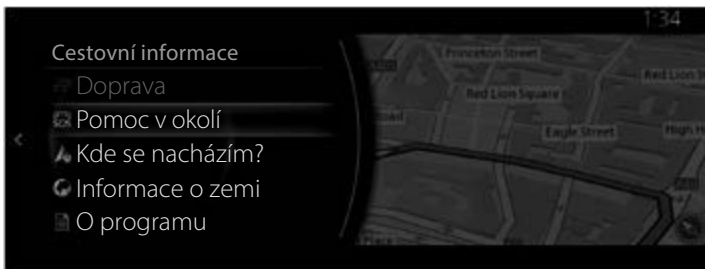 1:34
Cestovní informace
Doprava
Pomoc v okolí
Kde se nacházím?
Informace o zemi
O programu
Princeton Street
Red Lion Square
Red Lion
Eagle Street
High